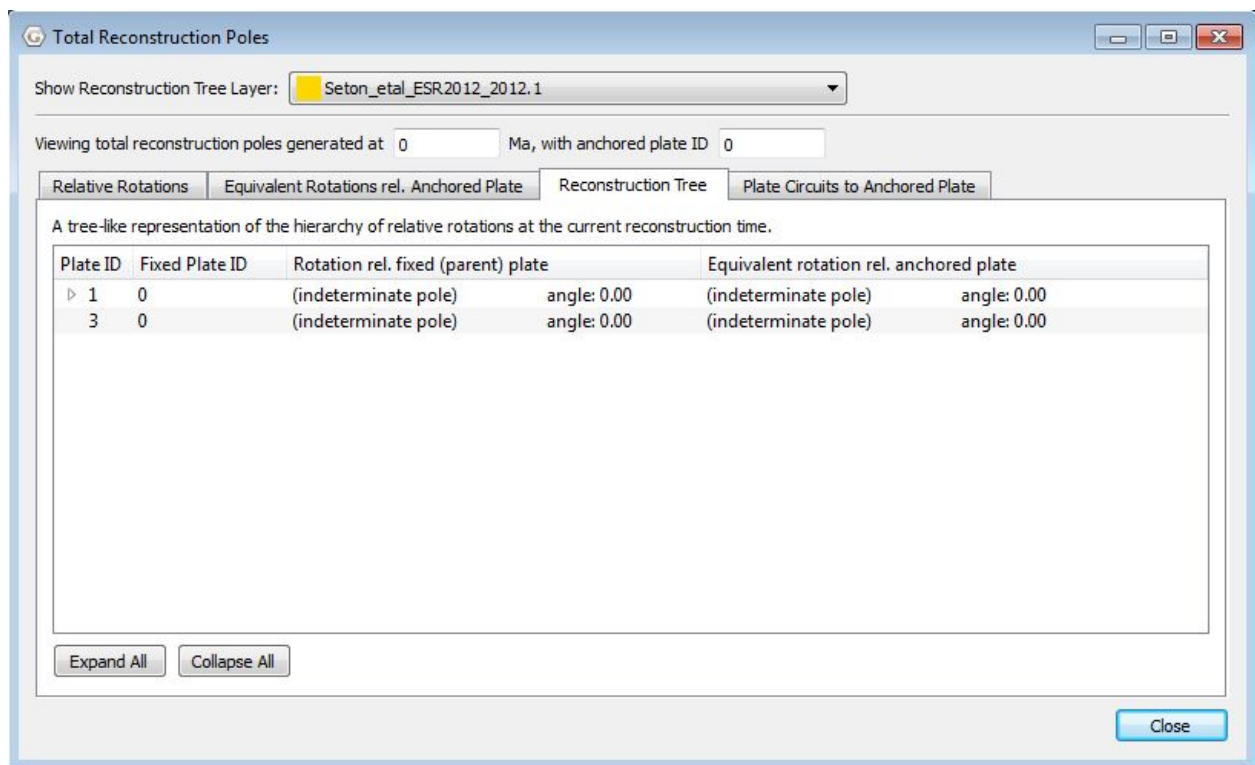 Total Reconstruction Poles
Show Reconstruction Tree Layer: Seton_etal_ESR2012_2012.1
Viewing total reconstruction poles generated at 0 Ma, with anchored plate ID 0
Relative Rotations Equivalent Rotations rel. Anchored Plate Reconstruction Tree Plate Circuits to Anchored Plate
A tree-like representation of the hierarchy of relative rotations at the current reconstruction time.
Plate ID Fixed Plate ID Rotation rel. fixed (parent) plate Equivalent rotation rel. anchored plate
1 0 (indeterminate pole) angle: 0.00 (indeterminate pole) angle: 0.00
3 0 (indeterminate pole) angle: 0.00 (indeterminate pole) angle: 0.00
Expand All Collapse All
Close